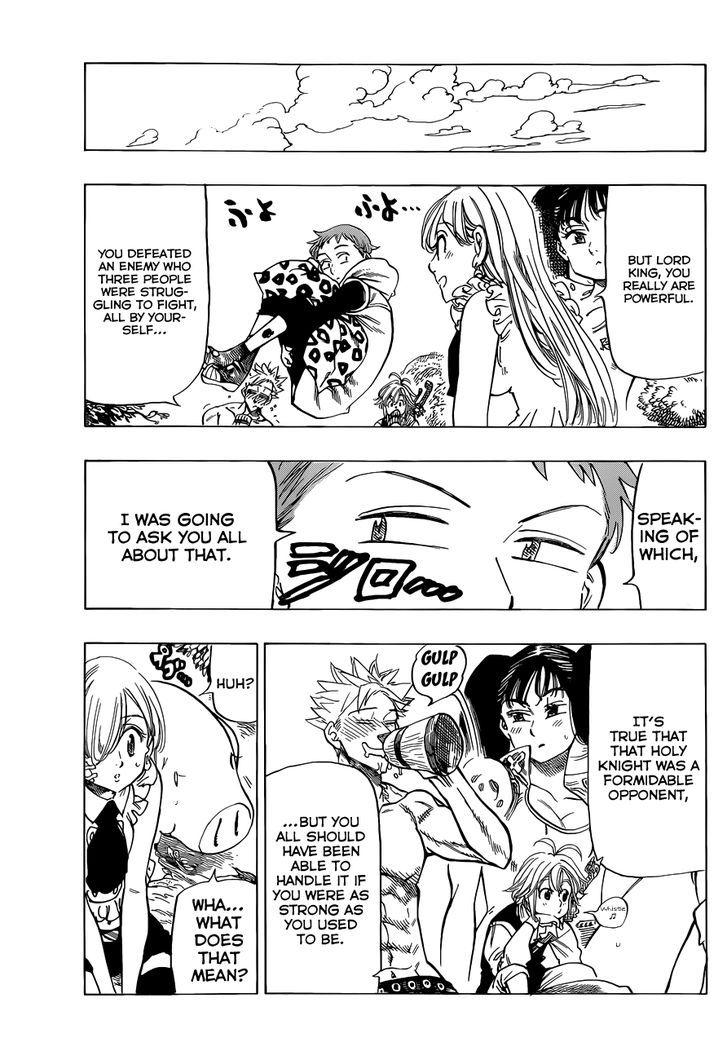 BUT LORD
KING, YOU
REALLY ARE
POWERFUL.
ふよ…
ふよ
YOU DEFEATED
AN ENEMY WHO
THREE PEOPLE
WERE STRUG-
GLING TO FIGHT,
ALL BY YOUR-
SELF...
SPEAK-
ING OF
WHICH,
ジロ...
I WAS GOING
TO ASK YOU ALL
ABOUT THAT.
IT'S
TRUE THAT
THAT HOLY
KNIGHT WAS A
FORMIDABLE
OPPONENT,
GULP
GULP
whistle
♫
...BUT YOU
ALL SHOULD
HAVE BEEN
ABLE TO
HANDLE IT IF
YOU WERE AS
STRONG AS
YOU USED
TO BE.
HUH?
WHA...
WHAT
DOES
THAT
MEAN?